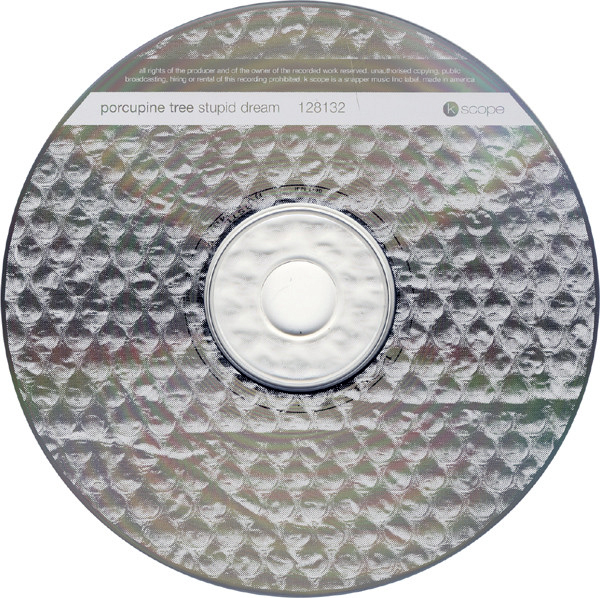 all rights of the producer and of the owner of the recorded work reserved. unauthorised copying, public
broadcasting, hiring or rental of this recording prohibited. k scope is a snapper music inc label. made in america
porcupine tree stupid dream 128132 k scope